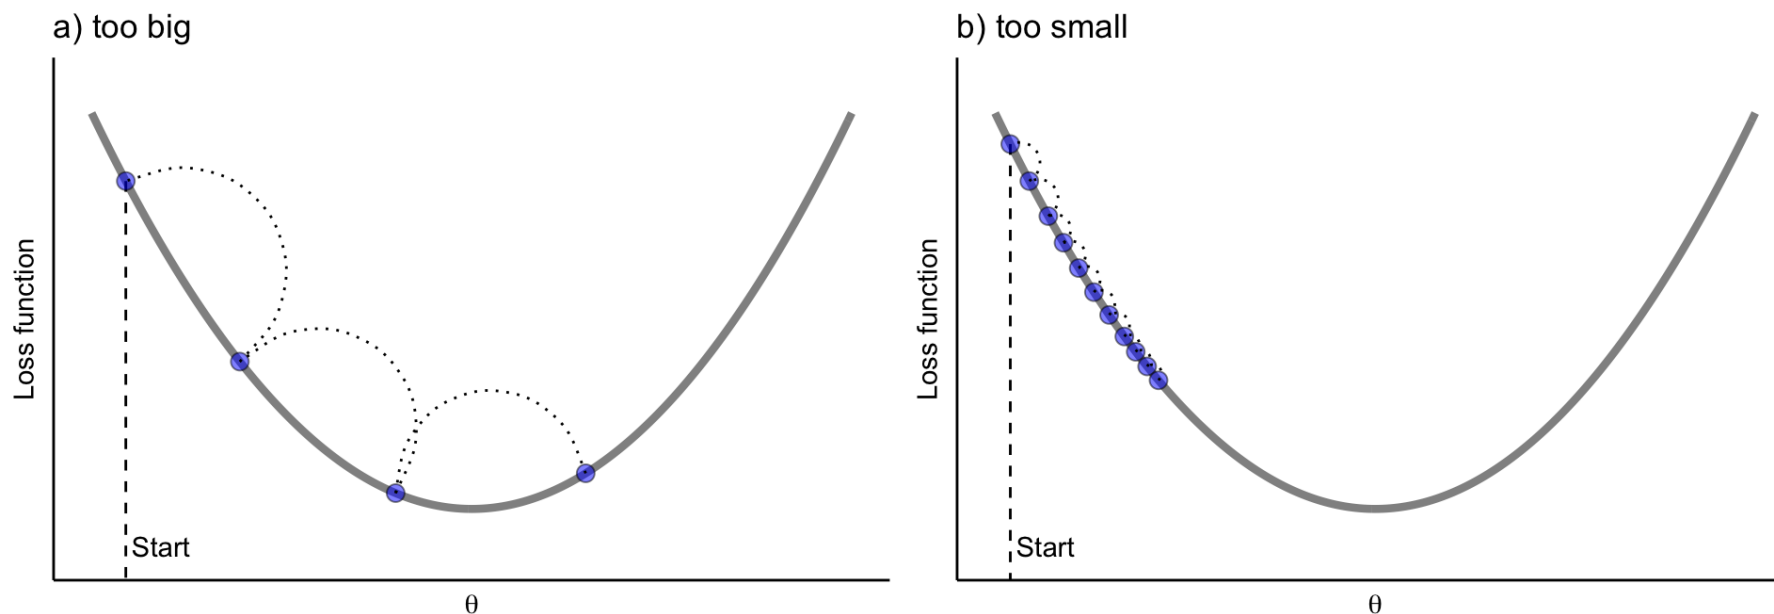 a) too big
Loss function
Start
θ
b) too small
Loss function
Start
θ